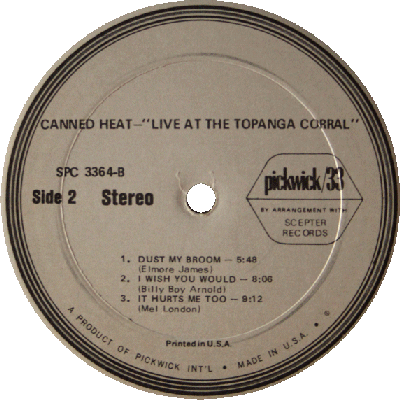 CANNED HEAT—"LIVE AT THE TOPANGA CORRAL"
SPC 3364-B
Side 2 Stereo
pickwick/33
BY ARRANGEMENT WITH
SCEPTER
RECORDS
1. DUST MY BROOM — 5:48
(Elmore James)
2. I WISH YOU WOULD — 8:06
(Billy Boy Arnold)
3. IT HURTS ME TOO — 9:12
(Mel London)
Printed in U.S.A.
A PRODUCT OF PICKWICK INT'L • MADE IN U.S.A. • ©